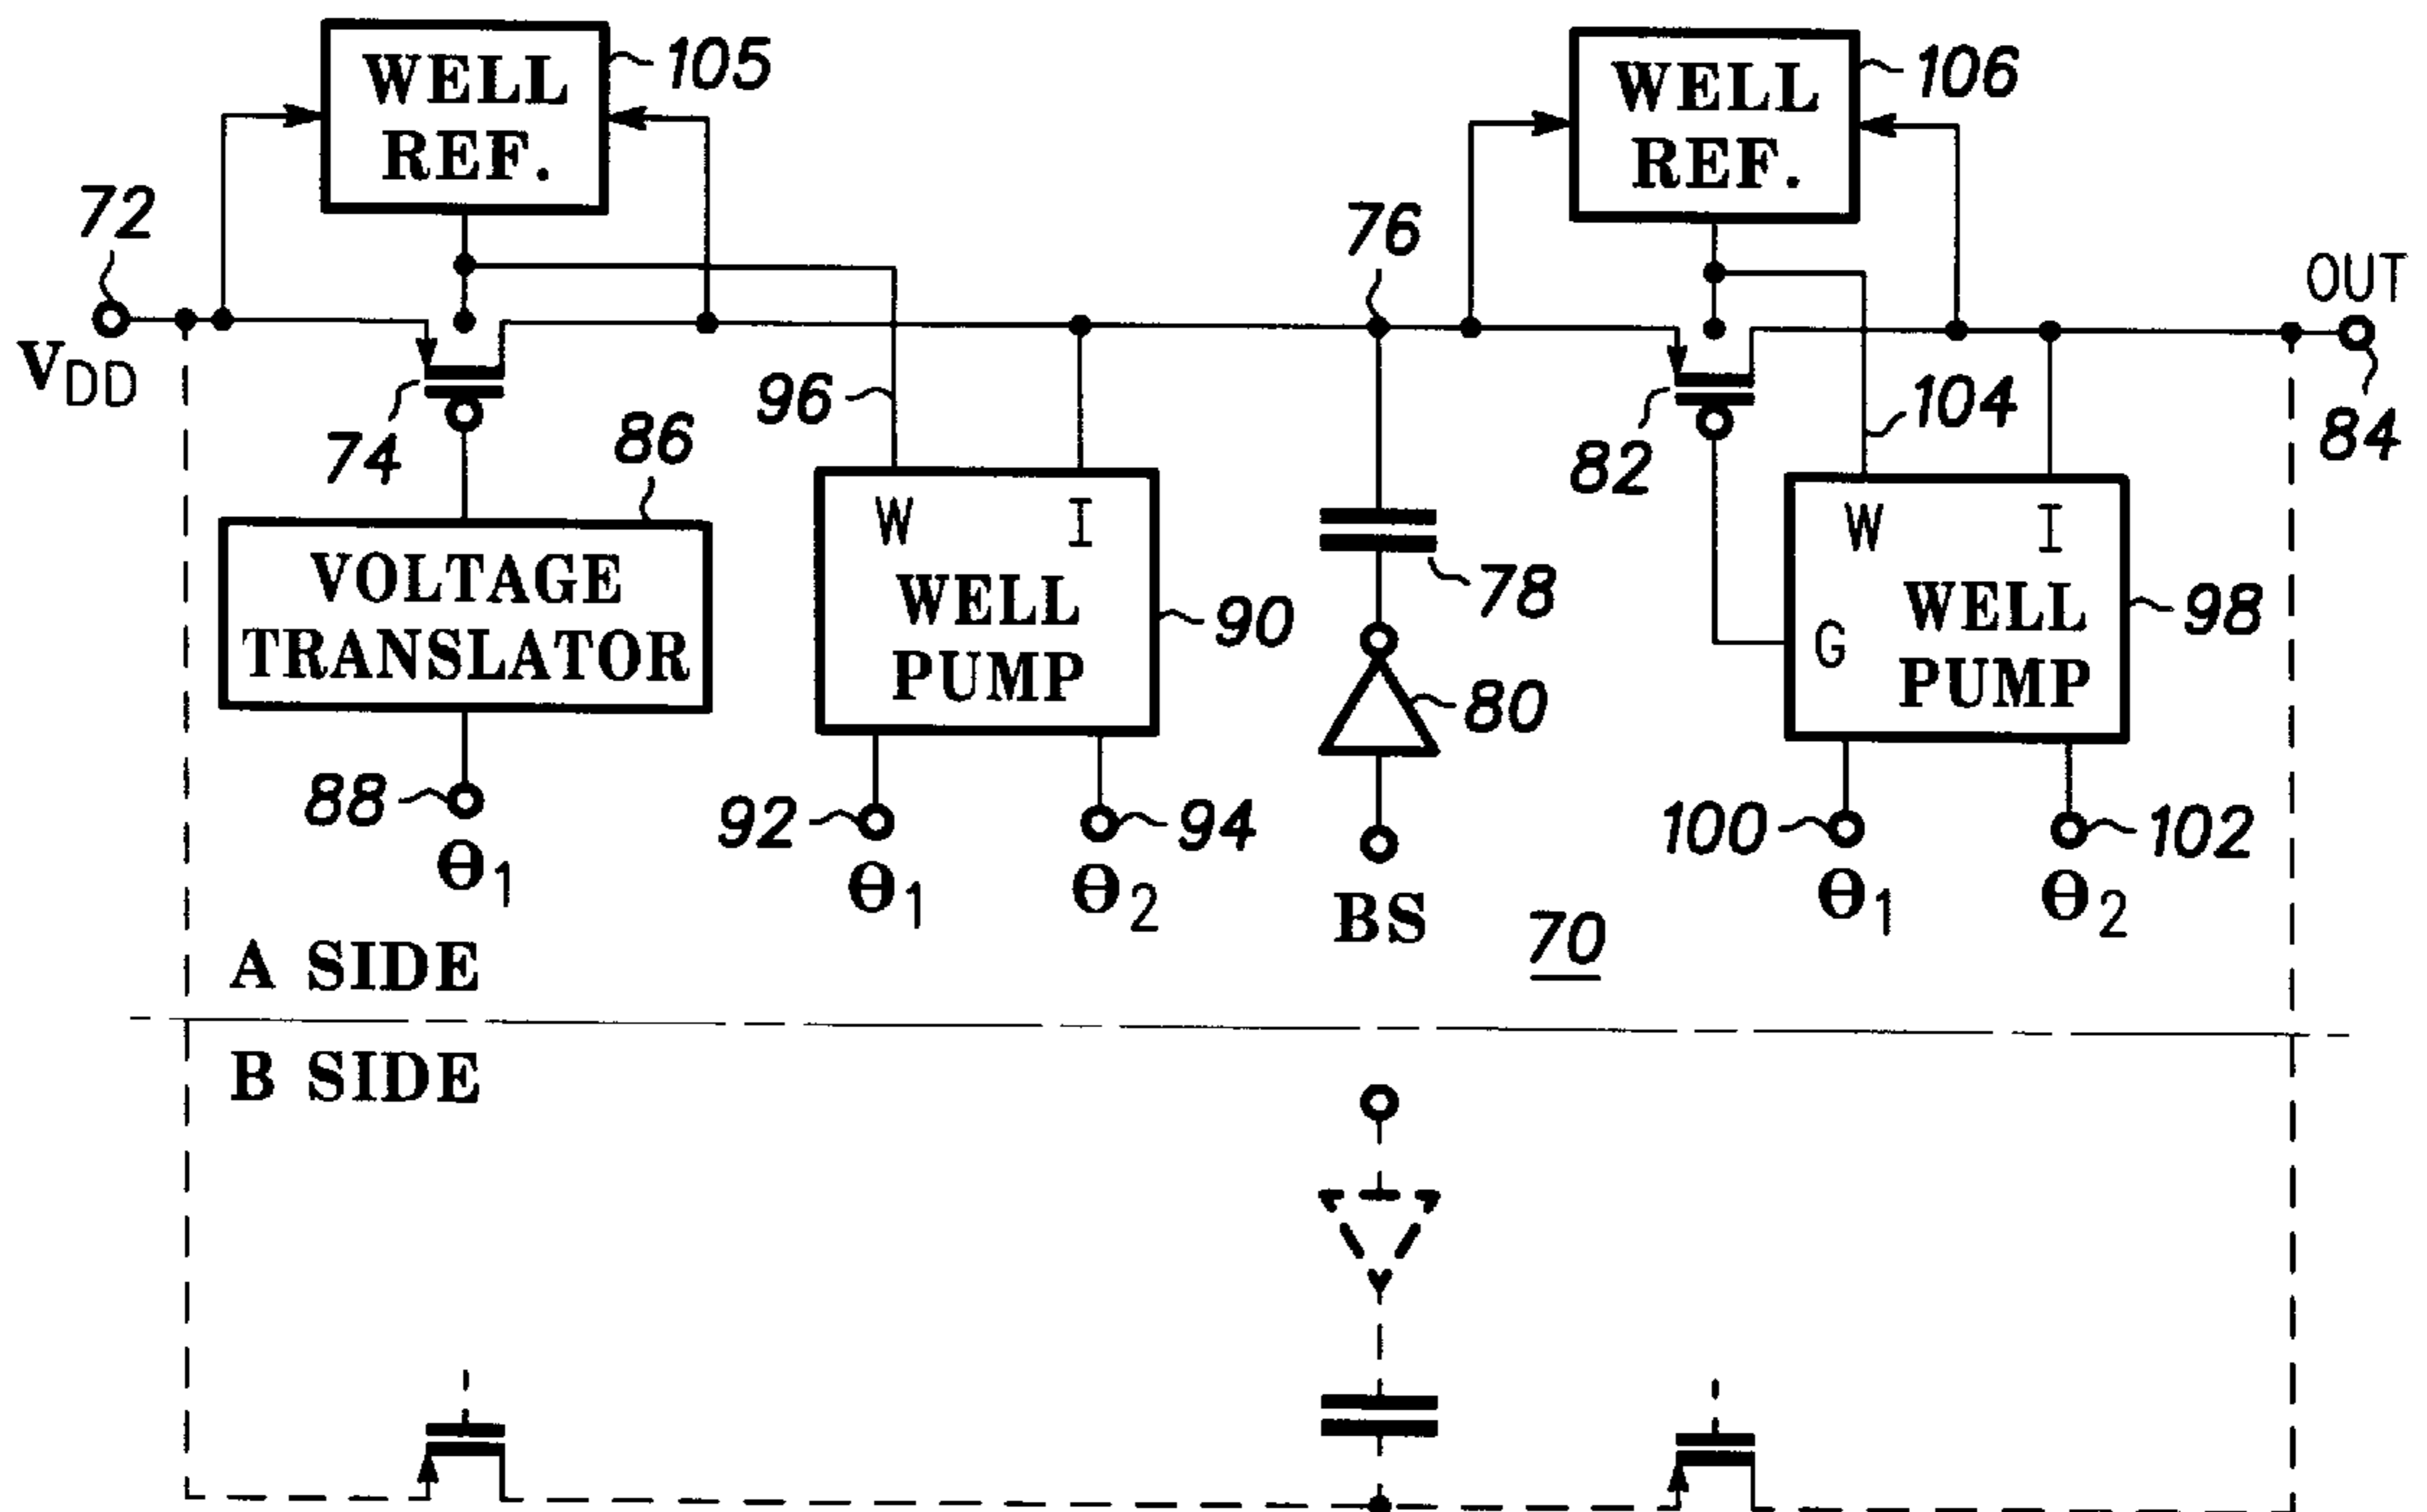 WELL
REF.
105
WELL
REF.
106
72
76
OUT
VDD
74
86
96
82
104
84
VOLTAGE
TRANSLATOR
W I
WELL
PUMP
90
78
80
W I
G
WELL
PUMP
98
88
92
94
100
102
Θ1
Θ1
Θ2
BS
Θ1
Θ2
70
A SIDE
B SIDE